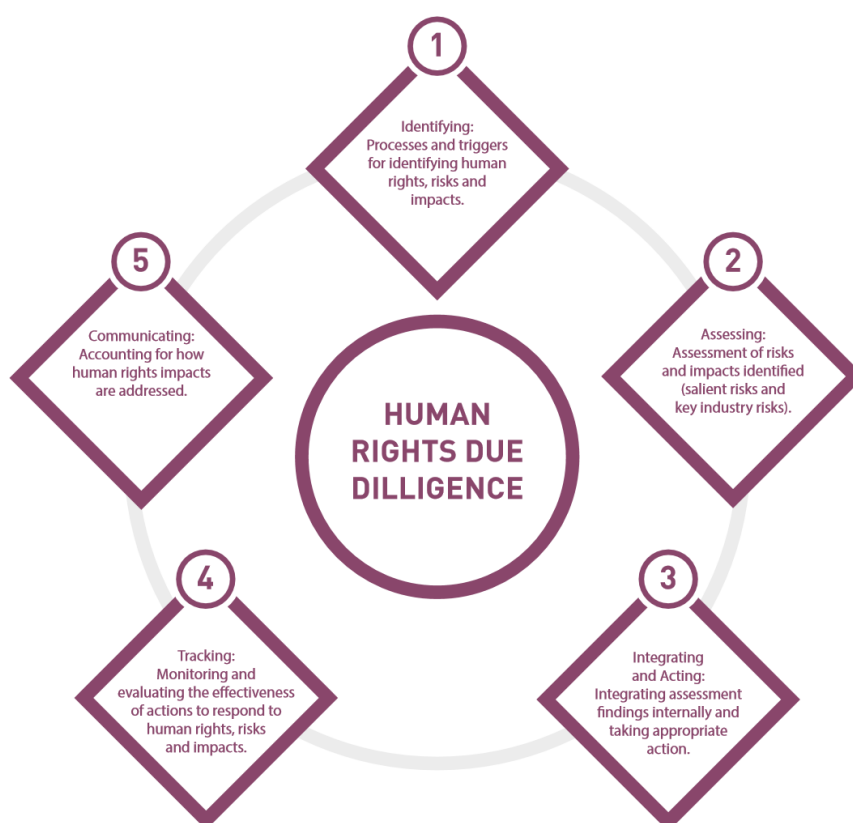 1
Identifying:
Processes and triggers
for identifying human
rights, risks and
impacts.
2
Assessing:
Assessment of risks
and impacts identified
(salient risks and
key industry risks).
3
Integrating
and Acting:
Integrating assessment
findings internally and
taking appropriate
action.
4
Tracking:
Monitoring and
evaluating the effectiveness
of actions to respond to
human rights, risks
and impacts.
5
Communicating:
Accounting for how
human rights impacts
are addressed.
HUMAN
RIGHTS DUE
DILLIGENCE